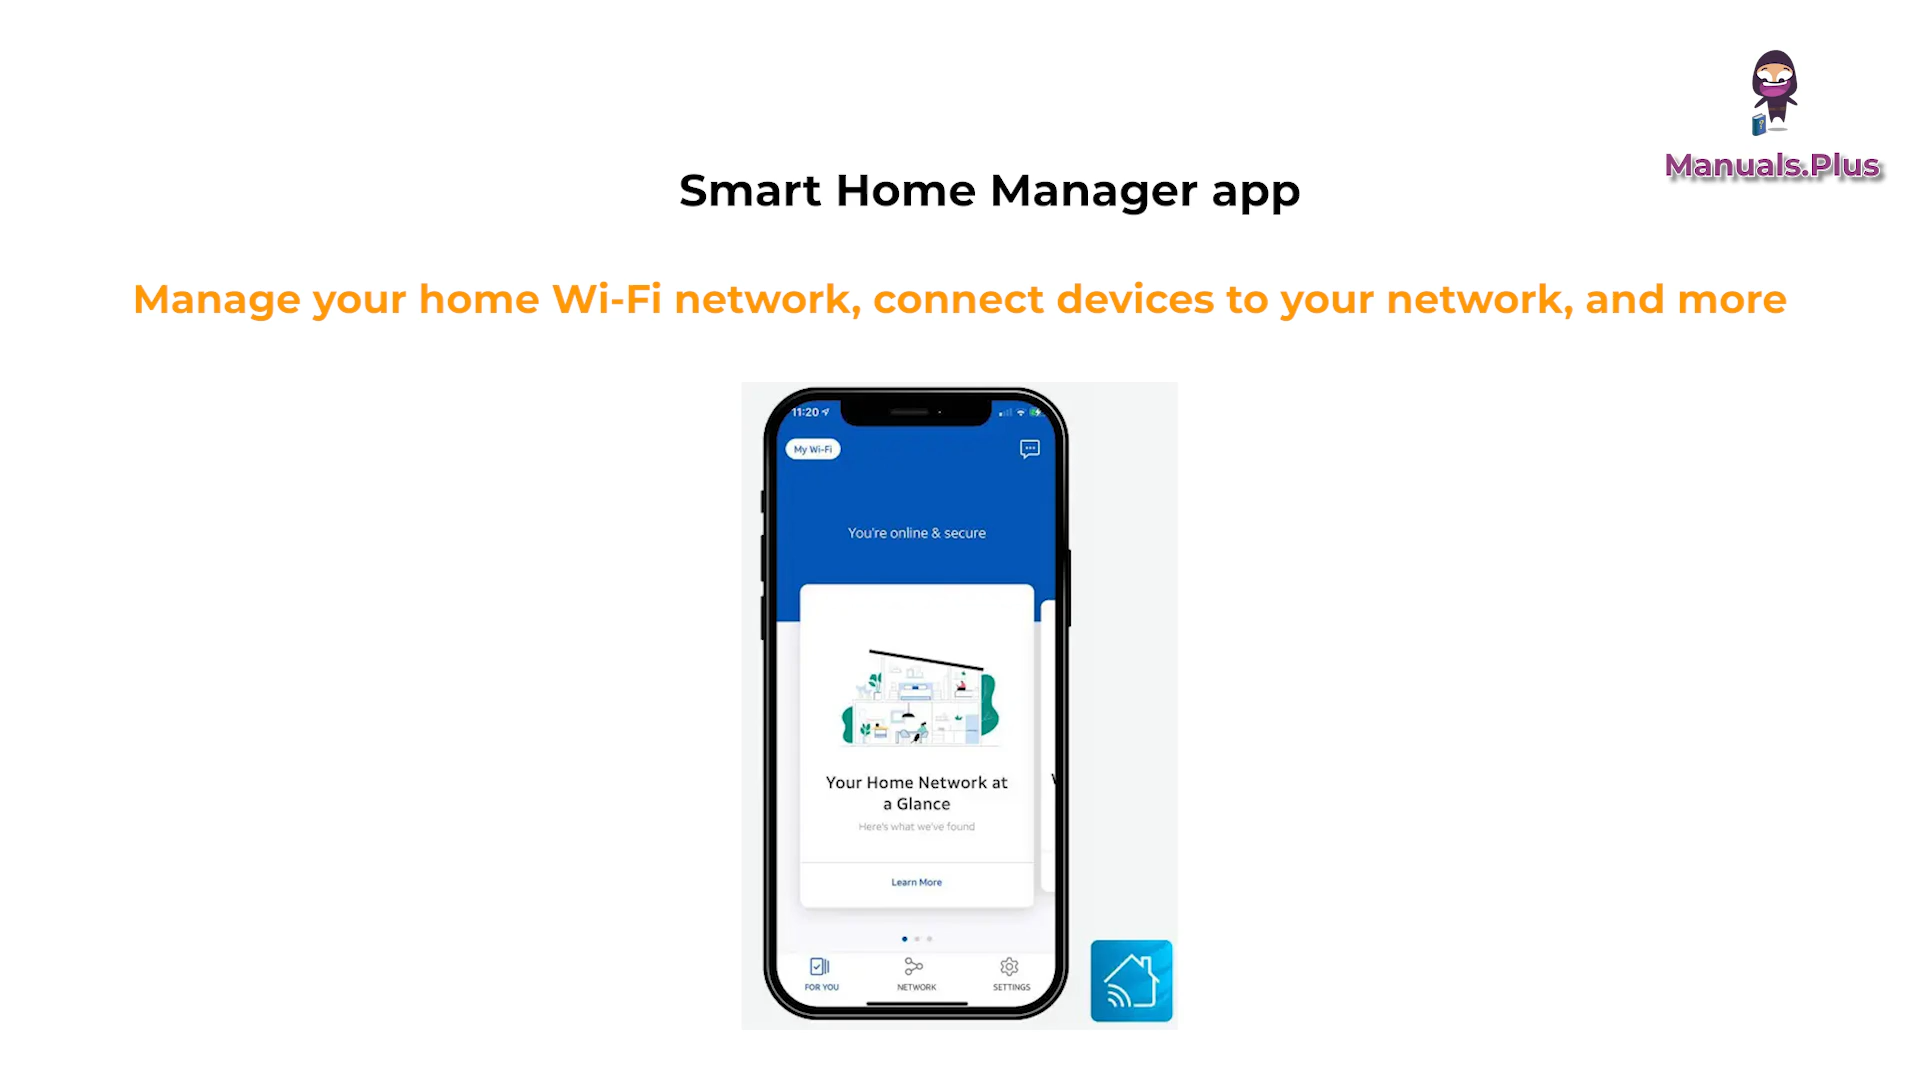 Manuals.Plus
Smart Home Manager app
Manage your home Wi-Fi network, connect devices to your network, and more
11:20
My Wi-Fi
You're online & secure
Your Home Network at
a Glance
Here's what we've found
Learn More
FOR YOU
NETWORK
SETTINGS